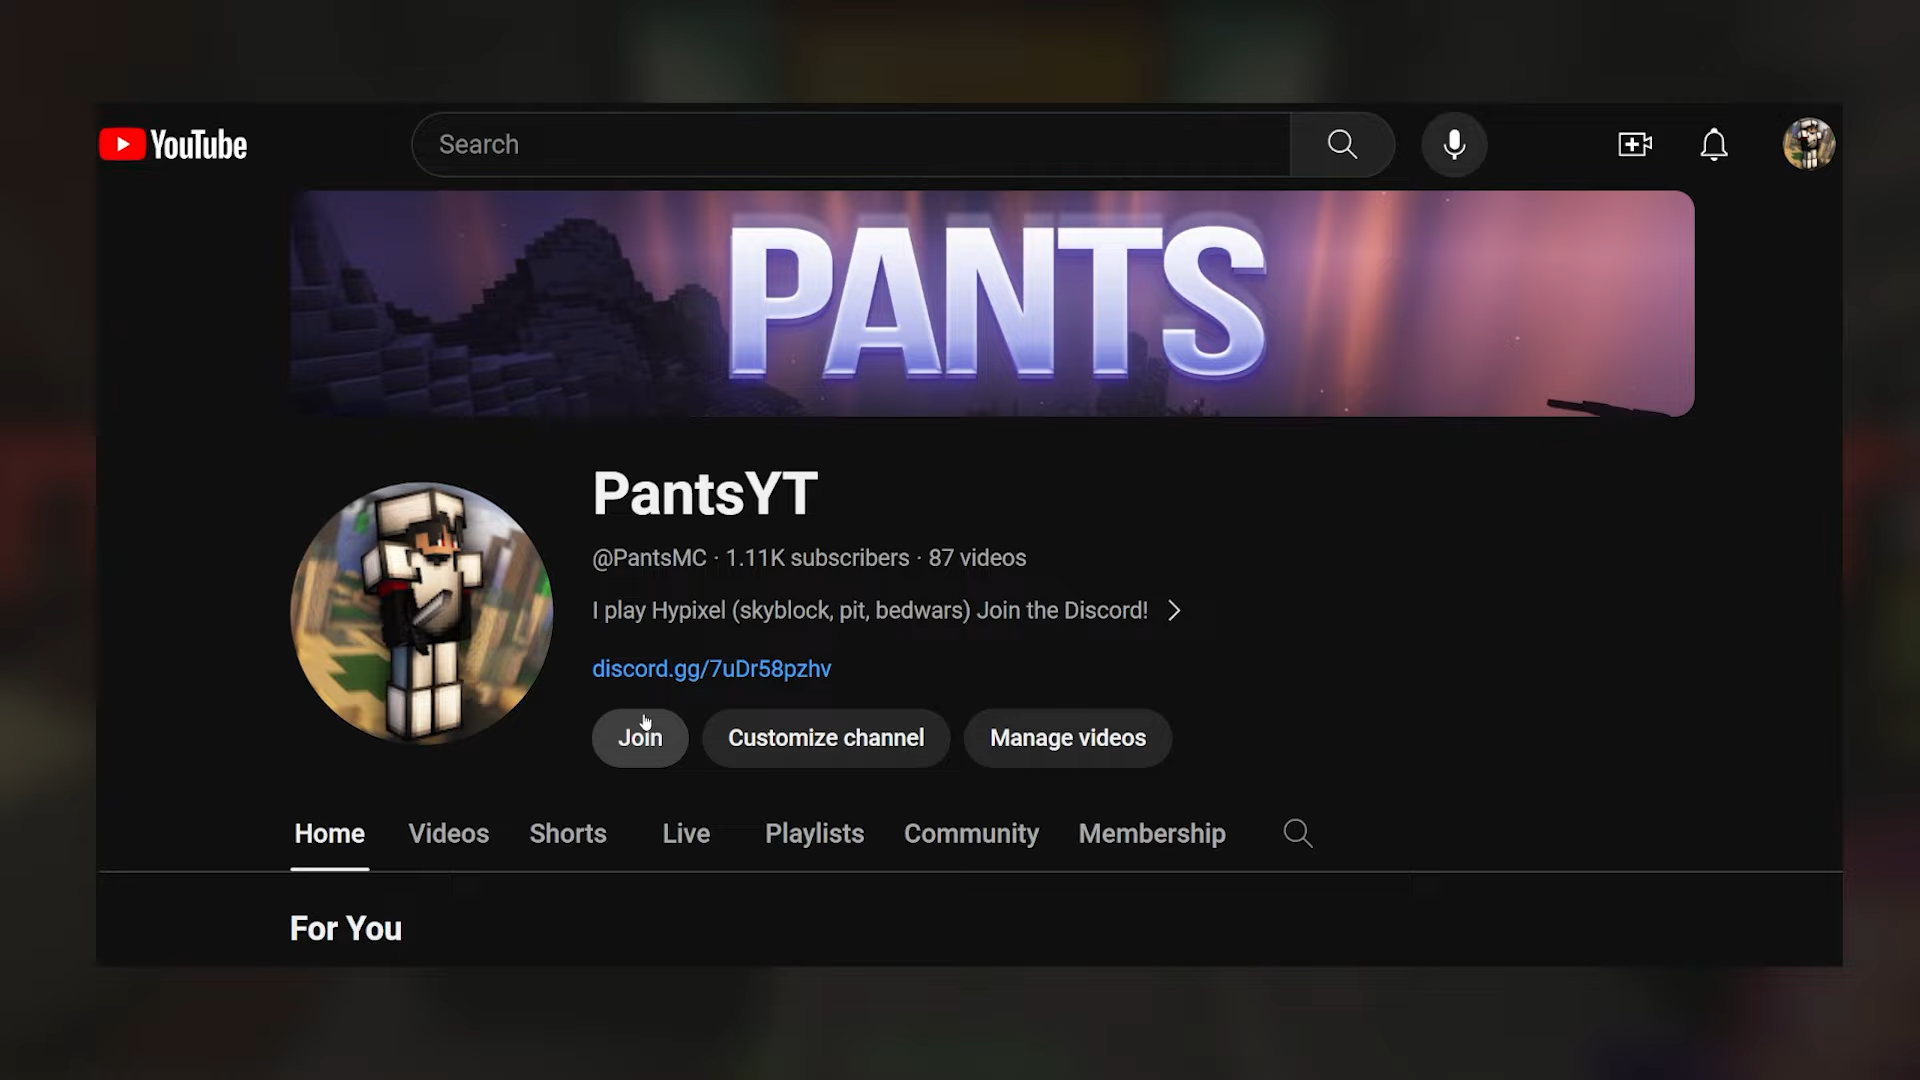 YouTube
Search
PANTS
PantsYT
@PantsMC · 1.11K subscribers · 87 videos
I play Hypixel (skyblock, pit, bedwars) Join the Discord!
discord.gg/7uDr58pzhv
Join Customize channel Manage videos
Home Videos Shorts Live Playlists Community Membership
For You